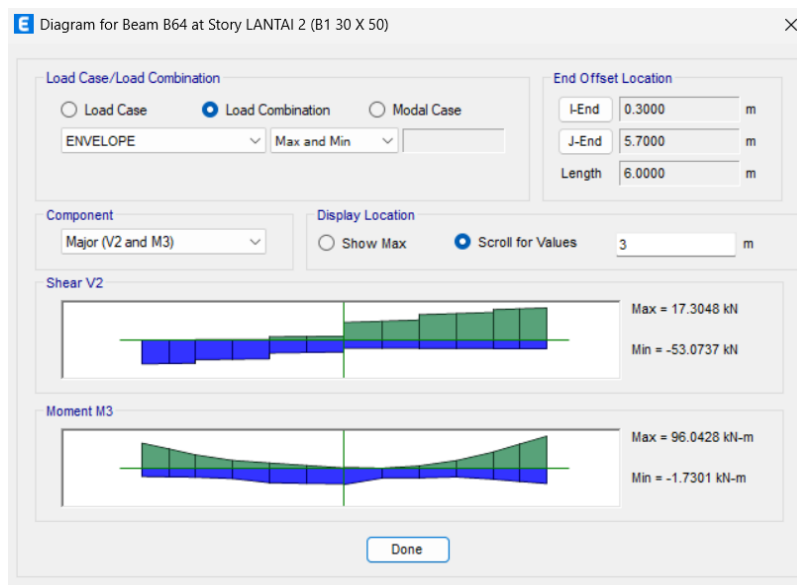 E Diagram for Beam B64 at Story LANTAI 2 (B1 30 X 50)
Load Case/Load Combination
Load Case Load Combination Modal Case
ENVELOPE Max and Min
End Offset Location
I-End 0.3000 m
J-End 5.7000 m
Length 6.0000 m
Component
Major (V2 and M3)
Display Location
Show Max Scroll for Values 3 m
Shear V2
Max = 17.3048 kN
Min = -53.0737 kN
Moment M3
Max = 96.0428 kN-m
Min = -1.7301 kN-m
Done